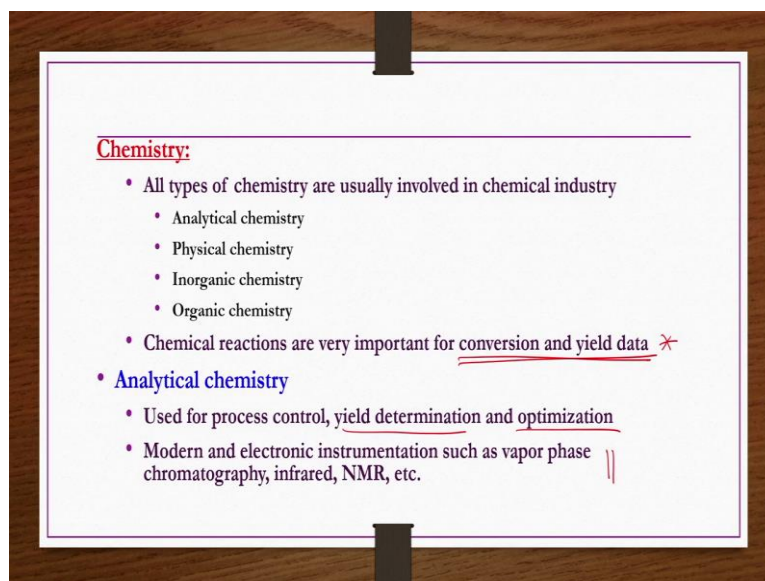 Chemistry:
• All types of chemistry are usually involved in chemical industry
• Analytical chemistry
• Physical chemistry
• Inorganic chemistry
• Organic chemistry
• Chemical reactions are very important for conversion and yield data *
• Analytical chemistry
• Used for process control, yield determination and optimization
• Modern and electronic instrumentation such as vapor phase
chromatography, infrared, NMR, etc.